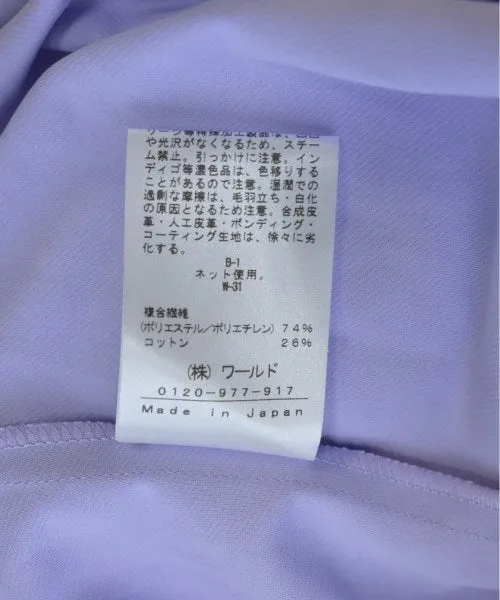 や光沢がなくなるため、スチー
ム禁止。引っかけに注意。イン
ディゴ等濃色品は、色移りする
ことがあるので注意。湿潤での
過剰な摩擦は、毛羽立ち・白化
の原因となるため注意。合成皮
革・人工皮革・ボンディング・
コーティング生地は、徐々に劣
化する。
B-1
ネット使用。
W-31
複合繊維
(ポリエステル/ポリエチレン) 74%
コットン 26%
(株) ワールド
0120-977-917
Made in Japan